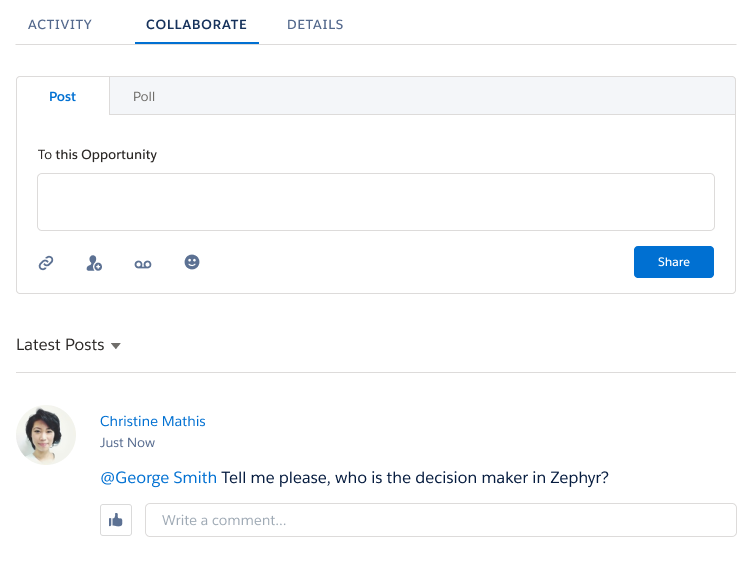 ACTIVITY COLLABORATE DETAILS
Post Poll
To this Opportunity
Share
Latest Posts
Christine Mathis
Just Now
@George Smith Tell me please, who is the decision maker in Zephyr?
Write a comment...